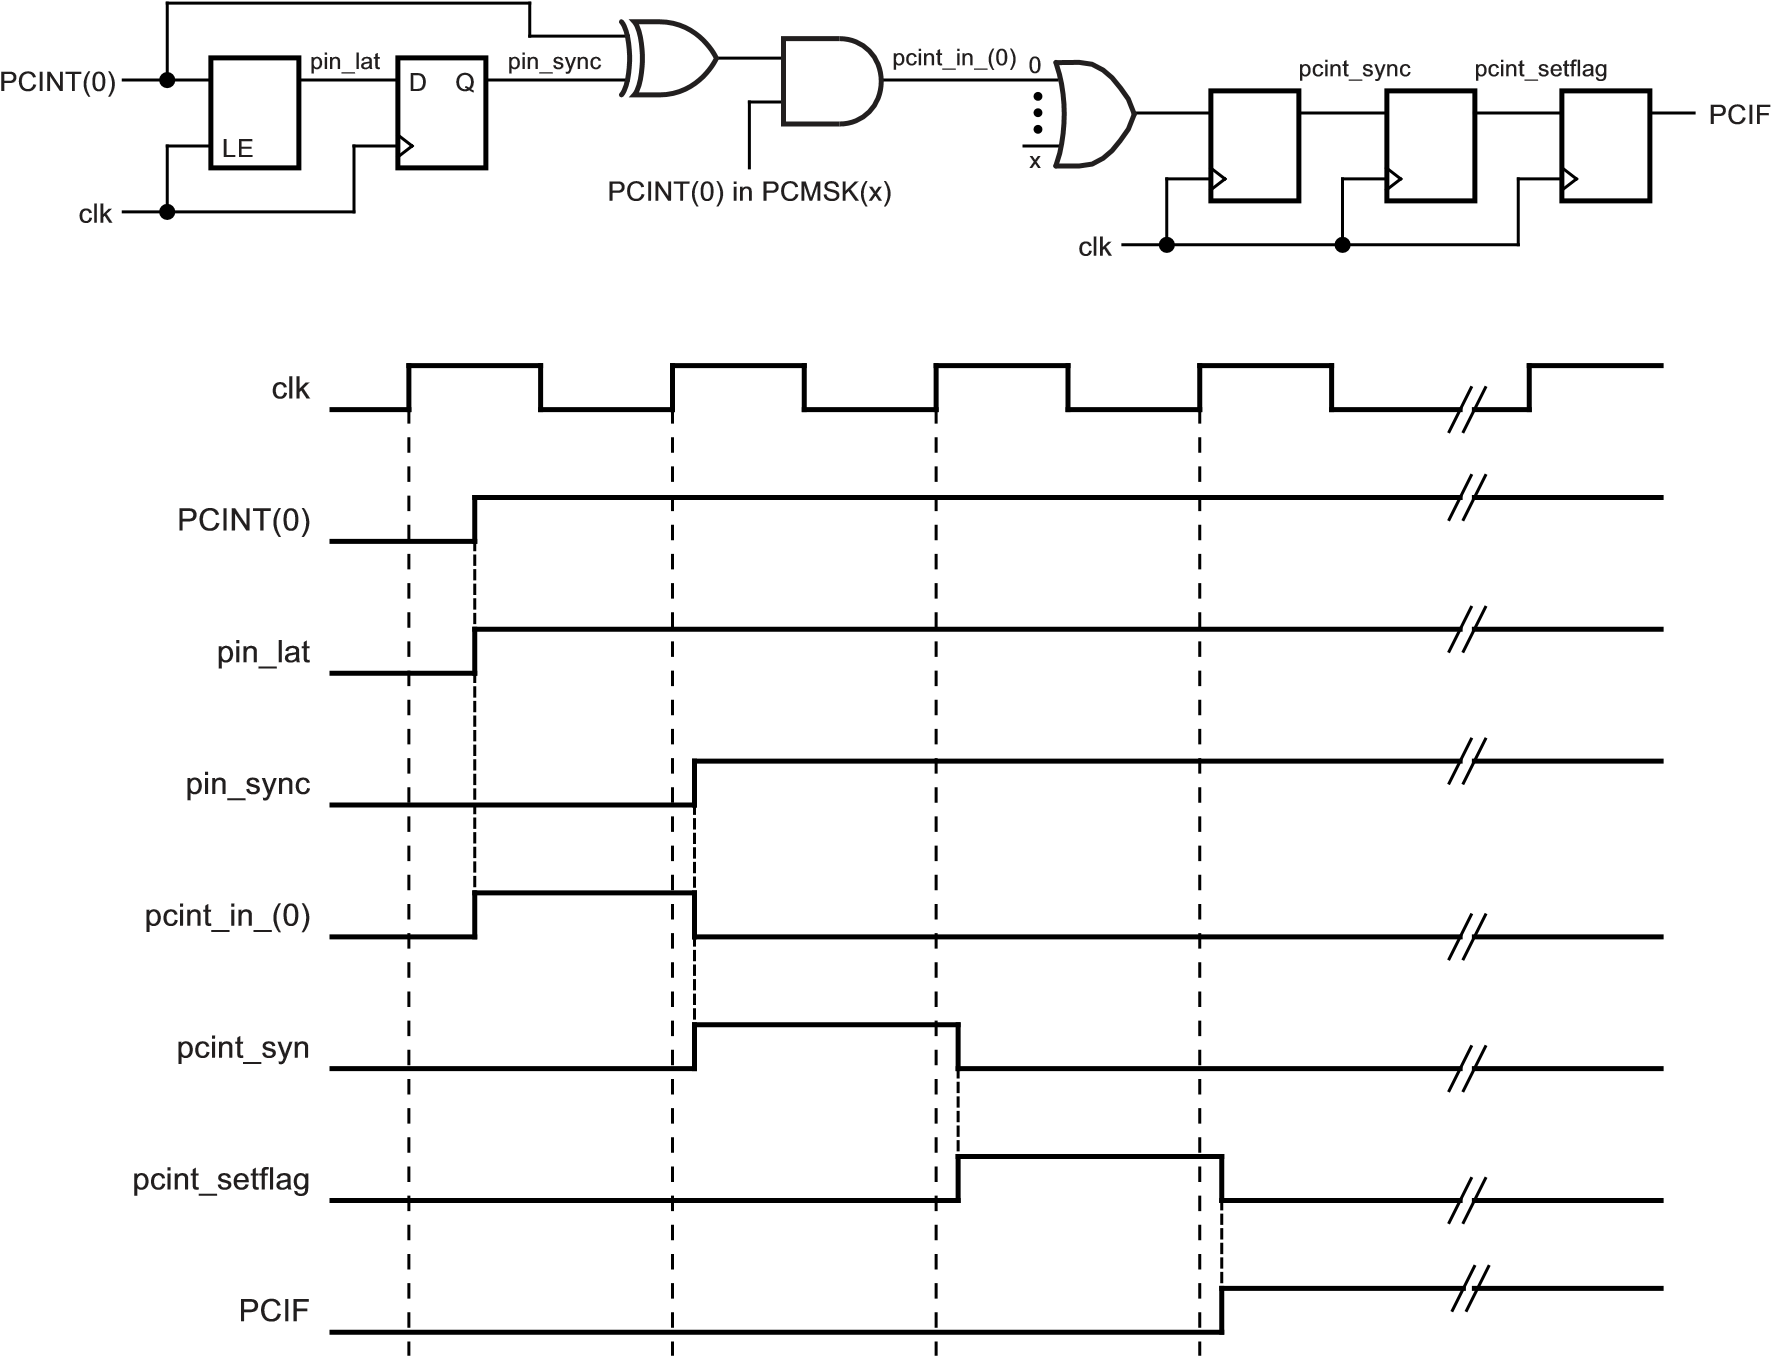 PCINT(0)
pin_lat
pin_sync
pcint_in_(0)
0
pcint_sync
pcint_setflag
D Q
PCIF
LE
x
PCINT(0) in PCMSK(x)
clk
clk
clk
PCINT(0)
pin_lat
pin_sync
pcint_in_(0)
pcint_syn
pcint_setflag
PCIF